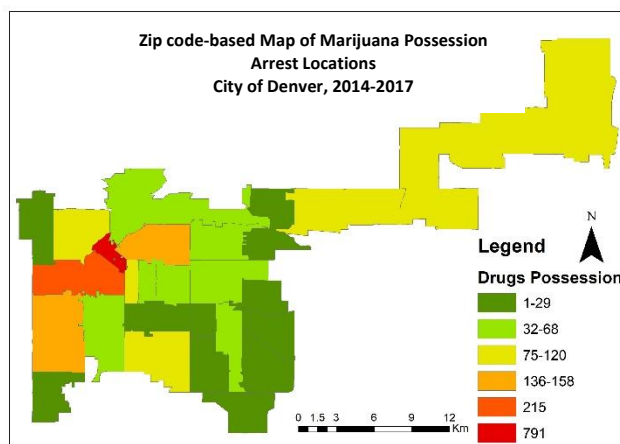 Zip code-based Map of Marijuana Possession
Arrest Locations
City of Denver, 2014-2017
N
Legend
Drugs Possession
1-29
32-68
75-120
136-158
215
791
0 1.5 3 6 9 12
Km